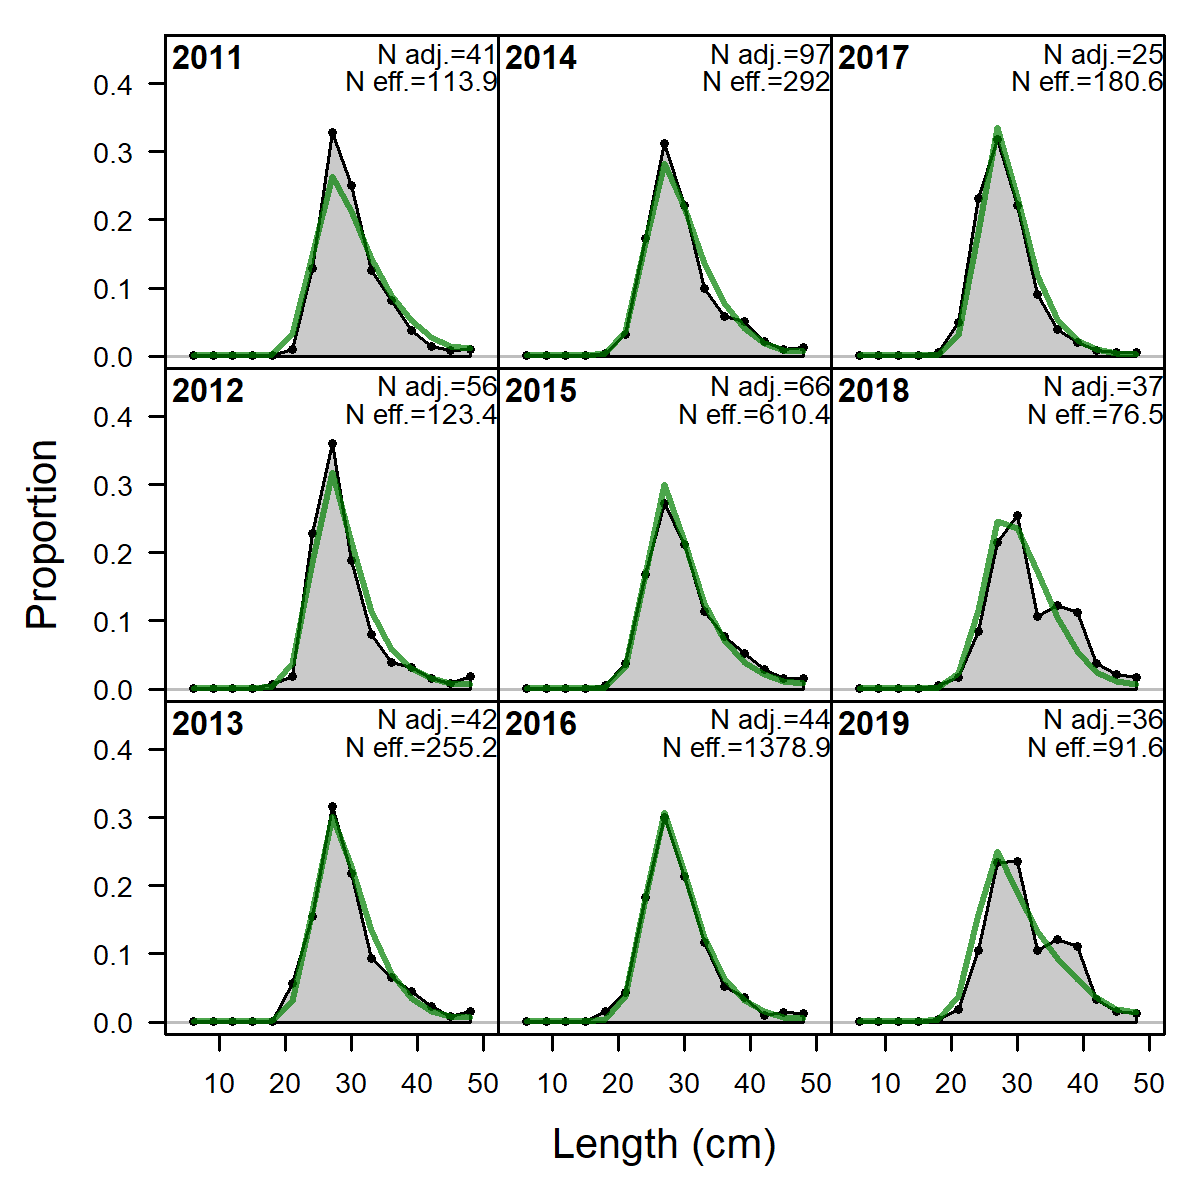 2011
N adj.=41
N eff.=113.9
2014
N adj.=97
N eff.=292
2017
N adj.=25
N eff.=180.6
0.4
0.3
0.2
0.1
0.0
2012
N adj.=56
N eff.=123.4
2015
N adj.=66
N eff.=610.4
2018
N adj.=37
N eff.=76.5
0.4
0.3
0.2
0.1
0.0
2013
N adj.=42
N eff.=255.2
2016
N adj.=44
N eff.=1378.9
2019
N adj.=36
N eff.=91.6
0.4
0.3
0.2
0.1
0.0
Proportion
10 20 30 40 50 10 20 30 40 50 10 20 30 40 50
Length (cm)